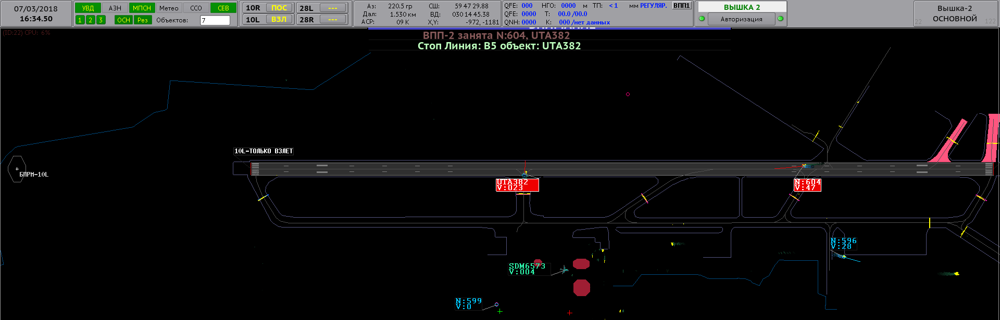 07/03/2018
16:34.50
УВД АЗН МПСН Метео ССО СЕВ
1 2 3 ОСН Рез Объектов: 7
10R ПОС 28L ---
10L ВЗЛ 28R ---
Аз: 220.5 гр СШ: 59 47 29.88
Дал: 1.530 км ВД: 030 14 45.38
АСР: 09 К X,Y: -972, -1181
QFE: 000 НГО: 0000 м ТП: < 1 мм РЕГУЛЯР. ВПП1
QFE: 000 Т: 00.0 /00.0
QNH: 0000 К: 000 /нет данных
ВЫШКА 2
Авторизация
Вышка-2
ОСНОВНОЙ
22 122
(ID:22) CPU: 6%
ВПП-2 занята N:604, UTA382
Стоп Линия: B5 объект: UTA382
10L-ТОЛЬКО ВЗЛЕТ
БПРМ-10L
UTA382
V:023
N:604
V:47
N:596
V:28
SDM6573
V:004
N:599
V:0